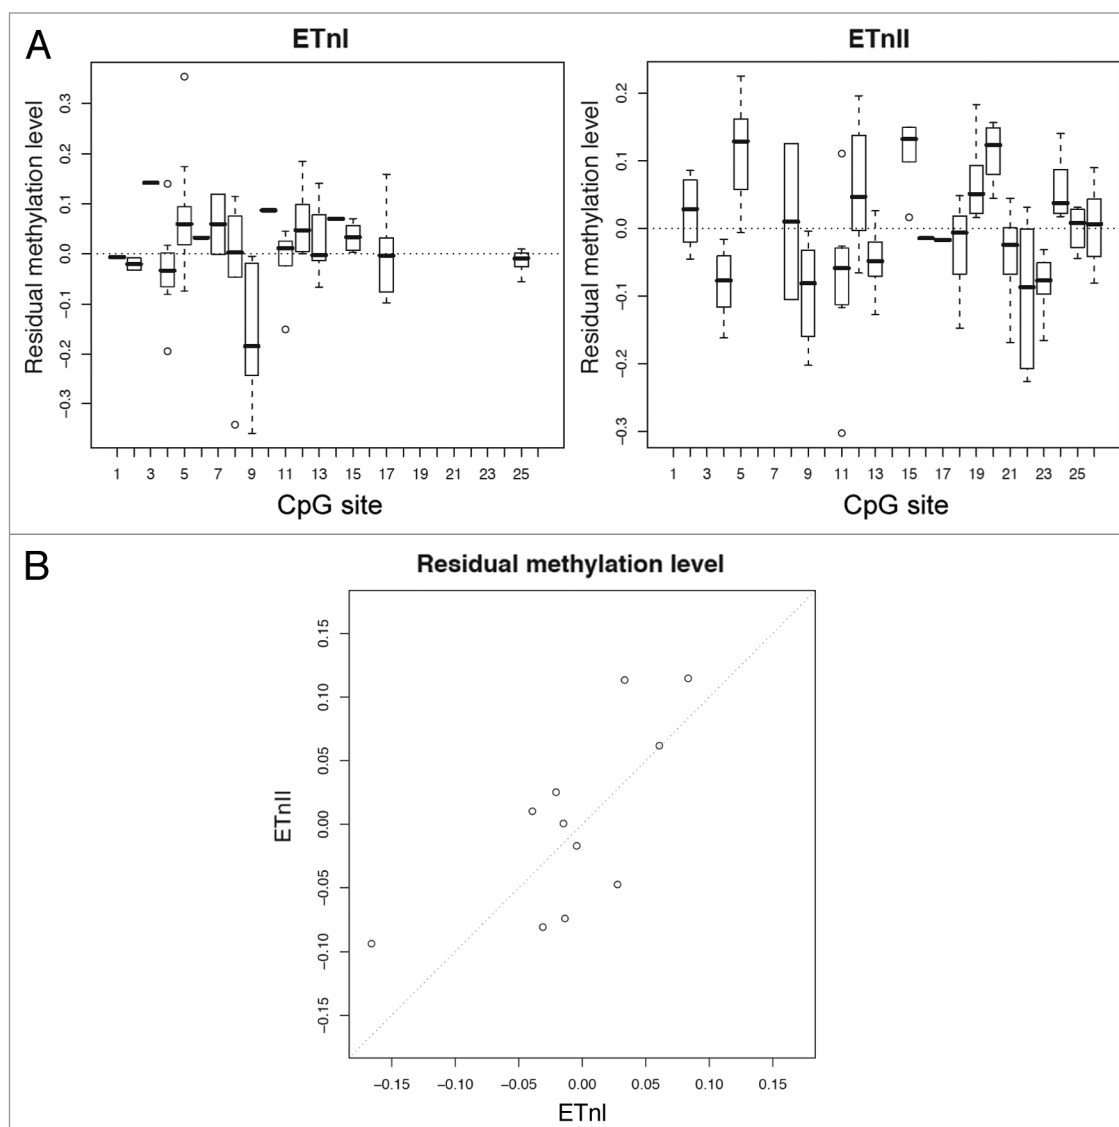 A
ETnI
ETnII
Residual methylation level
0.3
0.2
0.1
0.0
−0.1
−0.2
−0.3
1 3 5 7 9 11 13 15 17 19 21 23 25
CpG site
Residual methylation level
0.2
0.1
0.0
−0.1
−0.2
−0.3
1 3 5 7 9 11 13 15 17 19 21 23 25
CpG site
B
Residual methylation level
ETnII
0.15
0.10
0.05
0.00
−0.05
−0.10
−0.15
−0.15 −0.10 −0.05 0.00 0.05 0.10 0.15
ETnI